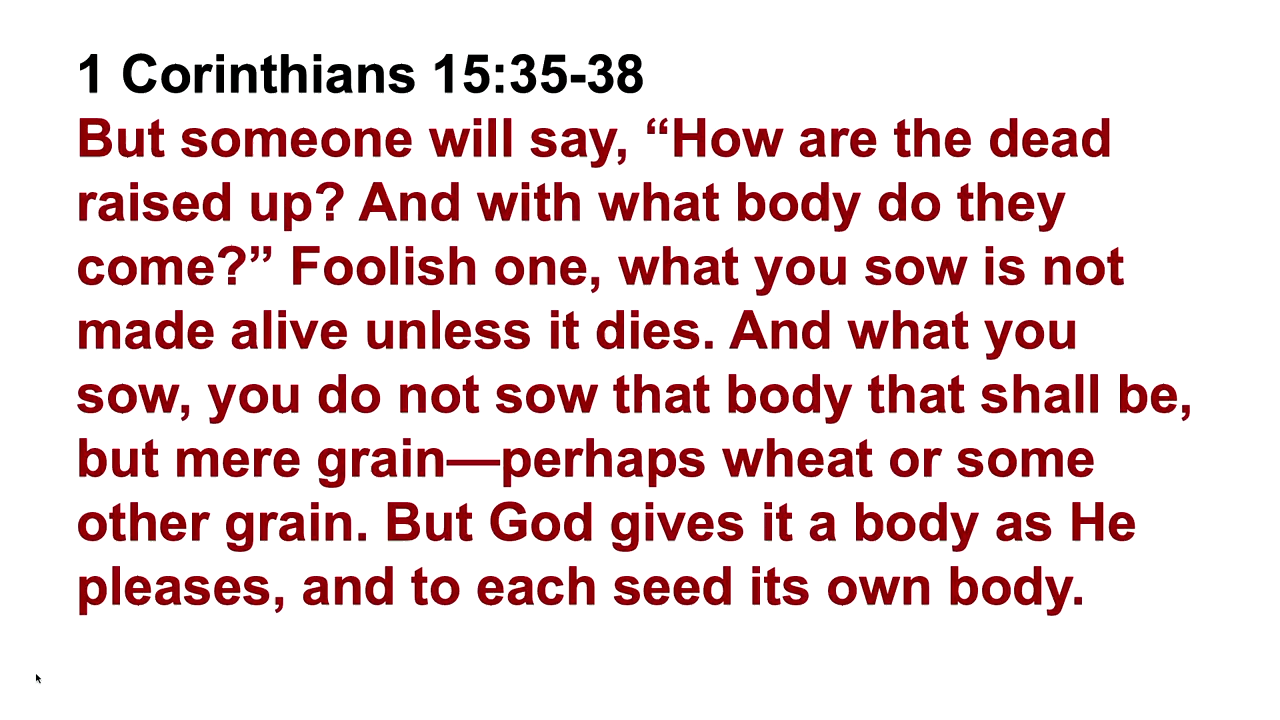 1 Corinthians 15:35-38
But someone will say, “How are the dead
raised up? And with what body do they
come?” Foolish one, what you sow is not
made alive unless it dies. And what you
sow, you do not sow that body that shall be,
but mere grain—perhaps wheat or some
other grain. But God gives it a body as He
pleases, and to each seed its own body.